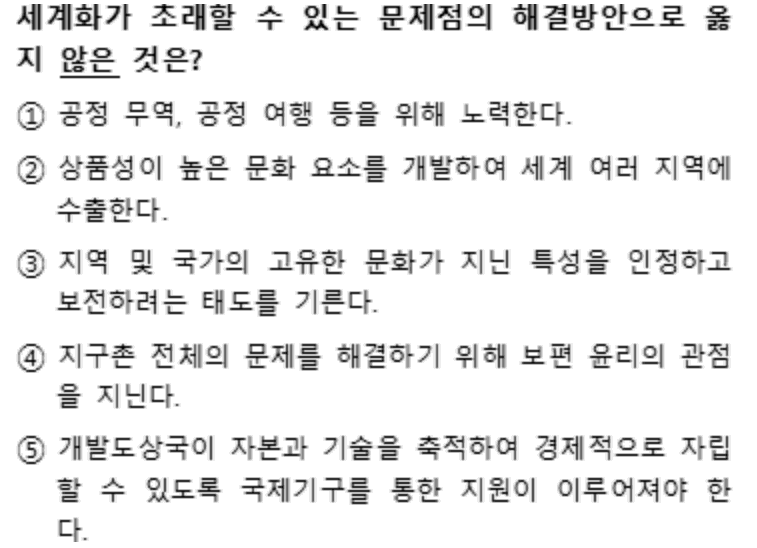 세계화가 초래할 수 있는 문제점의 해결방안으로 옳
지 않은 것은?
① 공정 무역, 공정 여행 등을 위해 노력한다.
② 상품성이 높은 문화 요소를 개발하여 세계 여러 지역에
수출한다.
③ 지역 및 국가의 고유한 문화가 지닌 특성을 인정하고
보전하려는 태도를 기른다.
④ 지구촌 전체의 문제를 해결하기 위해 보편 윤리의 관점
을 지닌다.
⑤ 개발도상국이 자본과 기술을 축적하여 경제적으로 자립
할 수 있도록 국제기구를 통한 지원이 이루어져야 한
다.